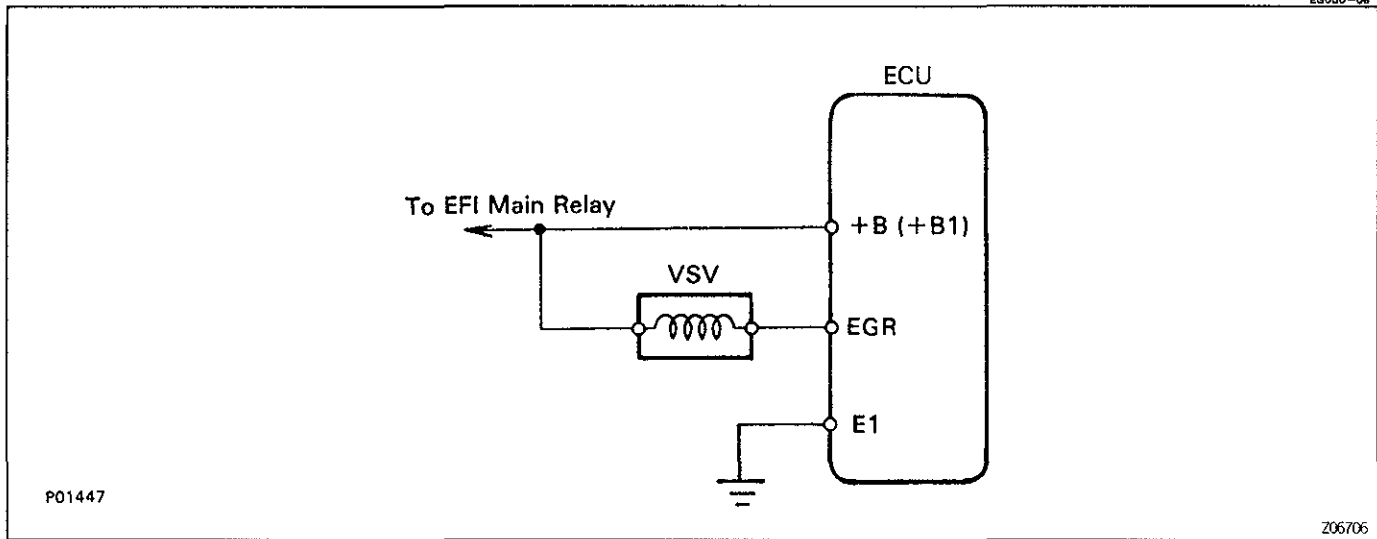 ECU
To EFI Main Relay
+B (+B1)
VSV
EGR
E1
P01447
Z06706